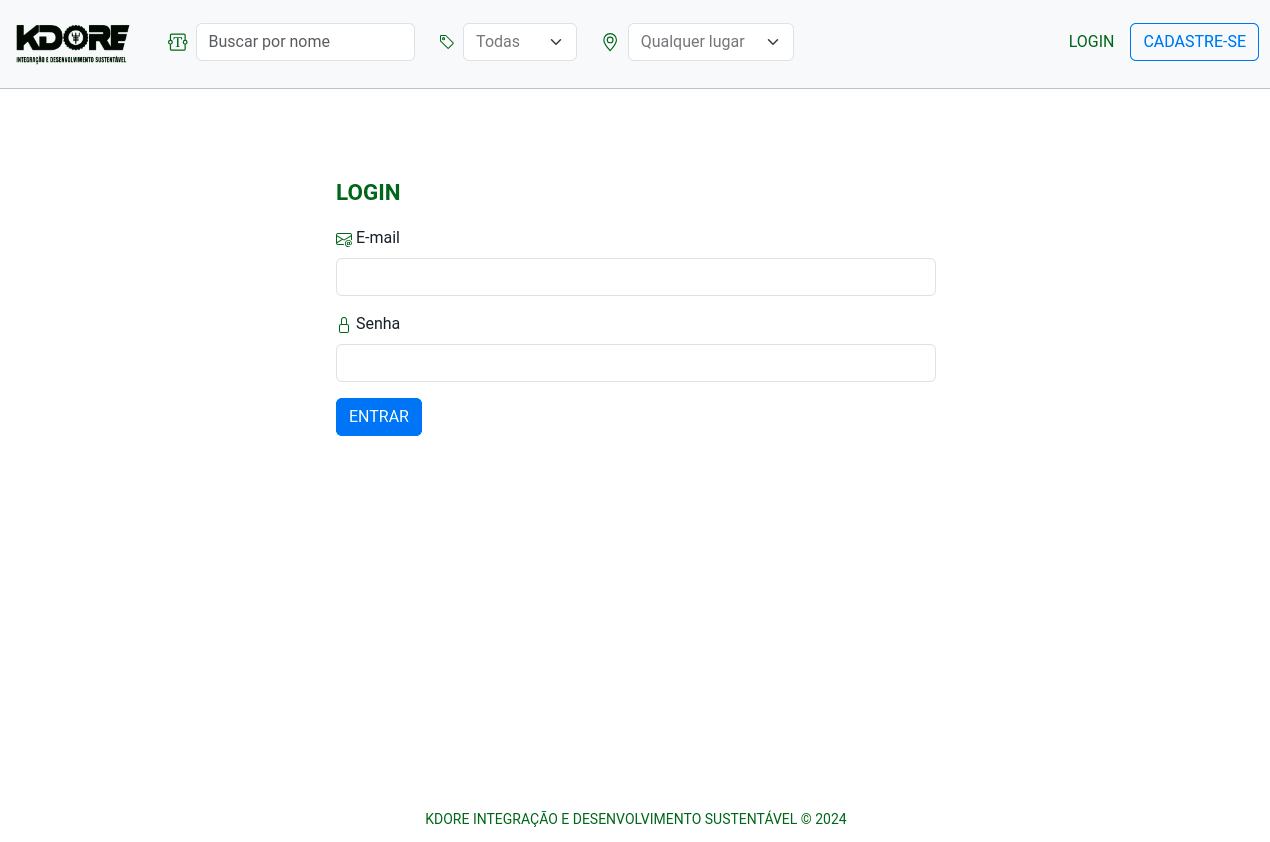 KDORE
INTEGRAÇÃO E DESENVOLVIMENTO SUSTENTÁVEL
Buscar por nome
Todas
Qualquer lugar
LOGIN
CADASTRE-SE
LOGIN
E-mail
Senha
ENTRAR
KDORE INTEGRAÇÃO E DESENVOLVIMENTO SUSTENTÁVEL © 2024